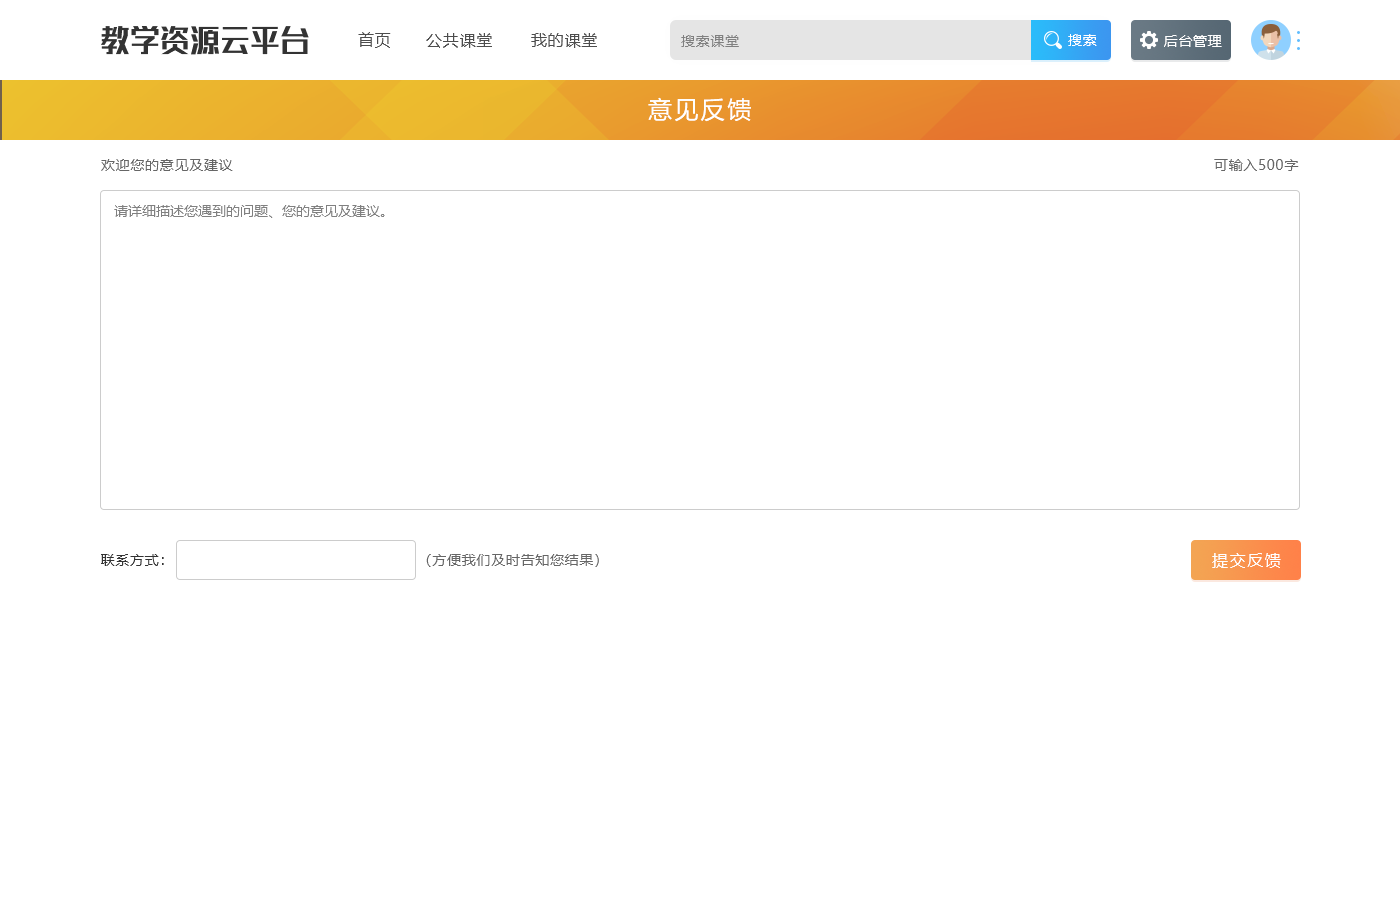 教学资源云平台 首页 公共课堂 我的课堂 搜索课堂 搜索 后台管理
意见反馈
欢迎您的意见及建议 可输入500字
请详细描述您遇到的问题、您的意见及建议。
联系方式： （方便我们及时告知您结果） 提交反馈